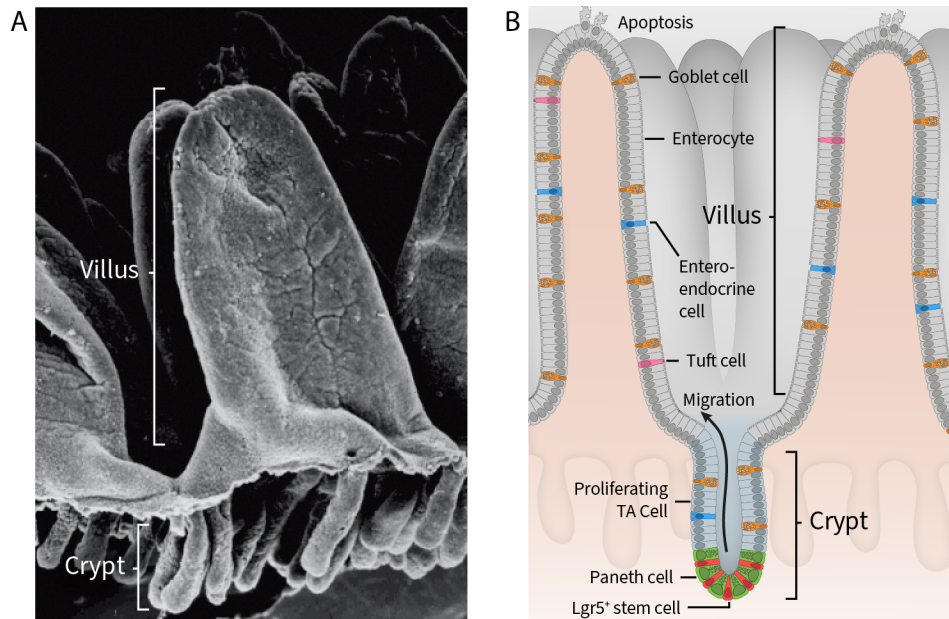 A
Villus
Crypt
B
Apoptosis
Goblet cell
Enterocyte
Villus
Entero-
endocrine
cell
Tuft cell
Migration
Proliferating
TA Cell
Crypt
Paneth cell
Lgr5⁺ stem cell